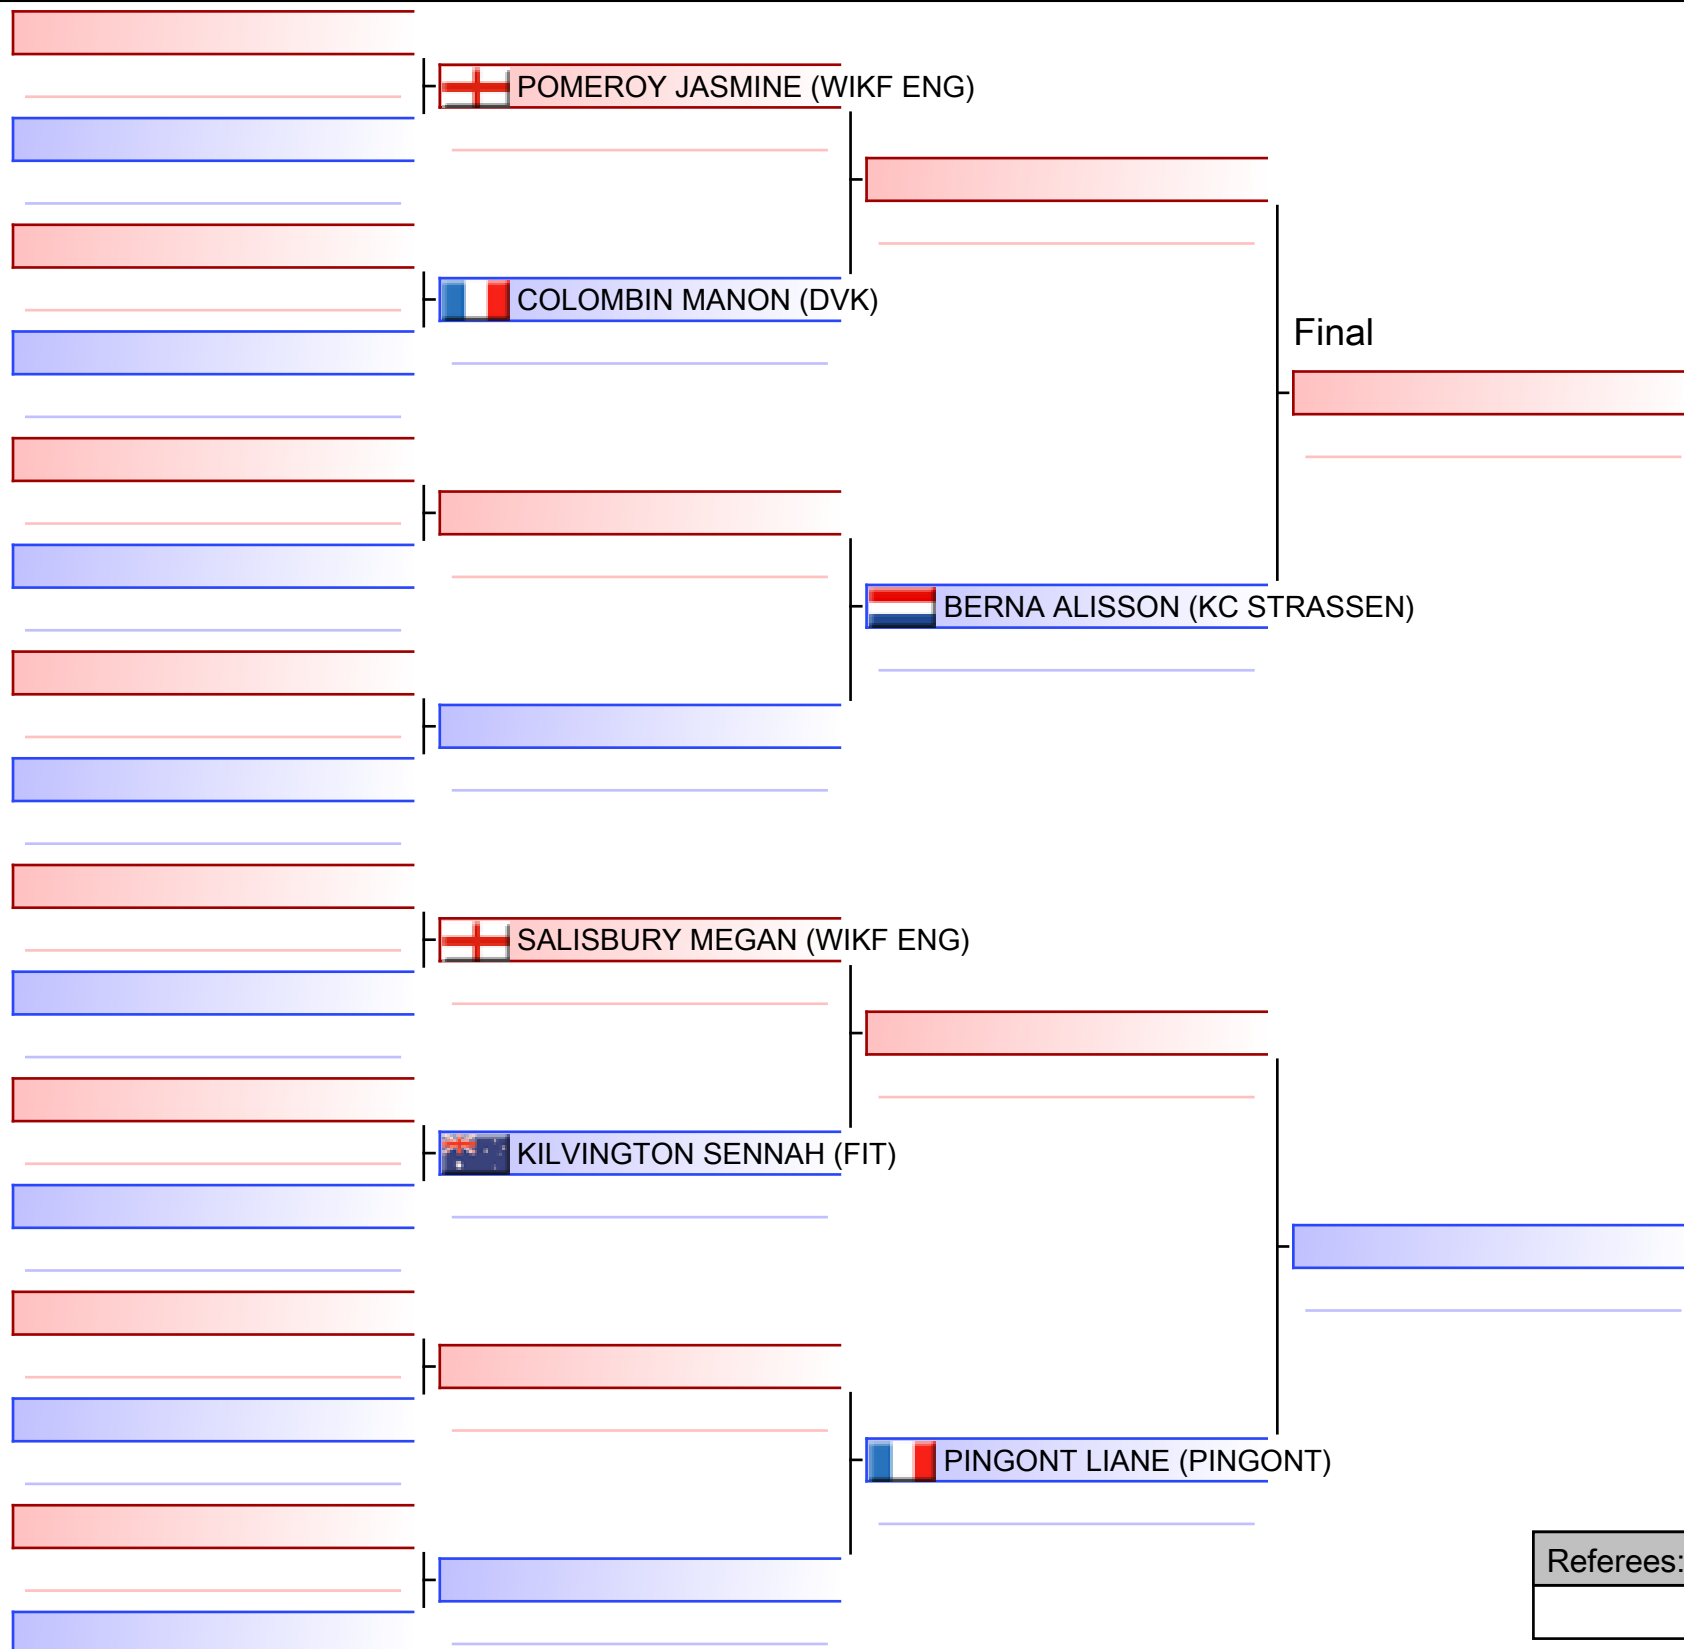 POMEROY JASMINE (WIKF ENG)
COLOMBIN MANON (DVK)
Final
BERNA ALISSON (KC STRASSEN)
SALISBURY MEGAN (WIKF ENG)
KILVINGTON SENNAH (FIT)
PINGONT LIANE (PINGONT)
Referees: